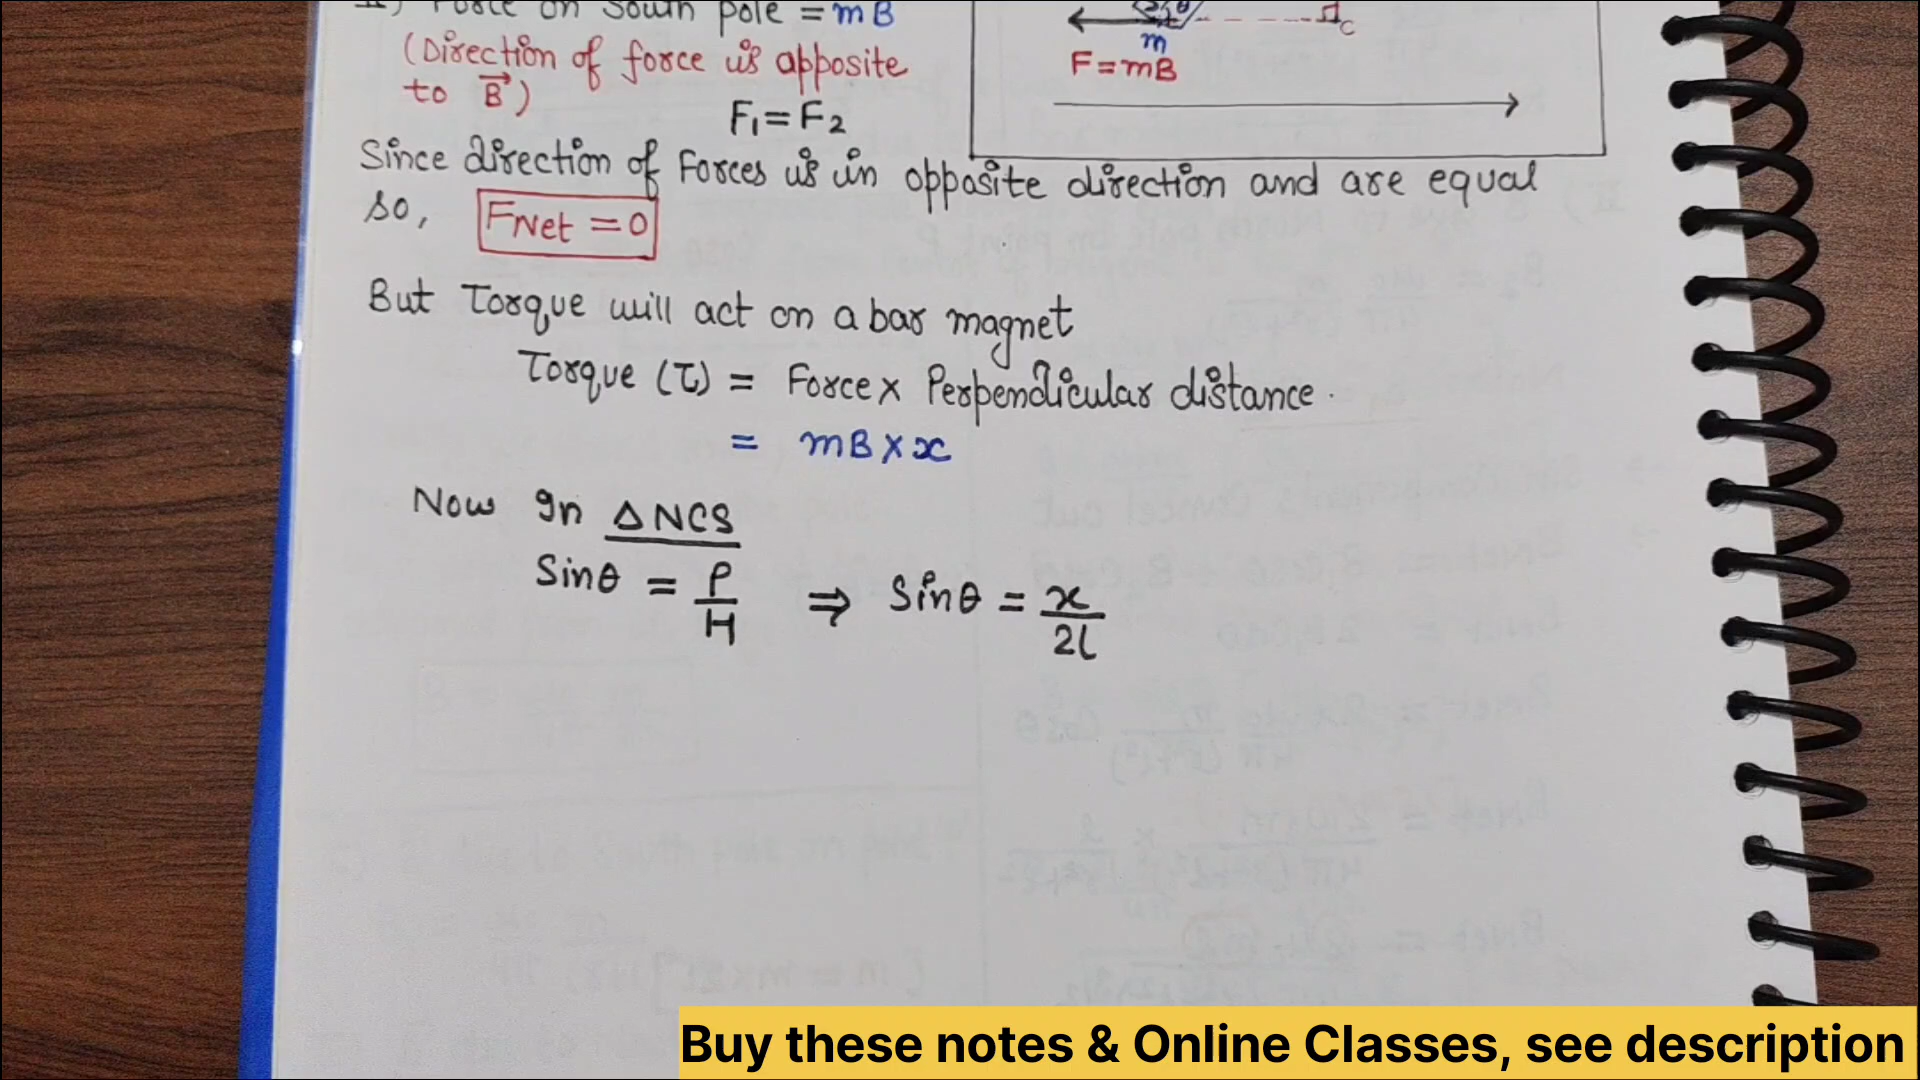 Force on South pole = mB
(Direction of force is opposite
to B⃗)
F₁ = F₂
m
C
F = mB
Since direction of Forces is in opposite direction and are equal
so, FNet = 0
But Torque will act on a bar magnet
Torque (τ) = Force × Perpendicular distance.
= mB × x
Now In ΔNCS
Sinθ = P/H ⇒ Sinθ = x/2l
Buy these notes & Online Classes, see description